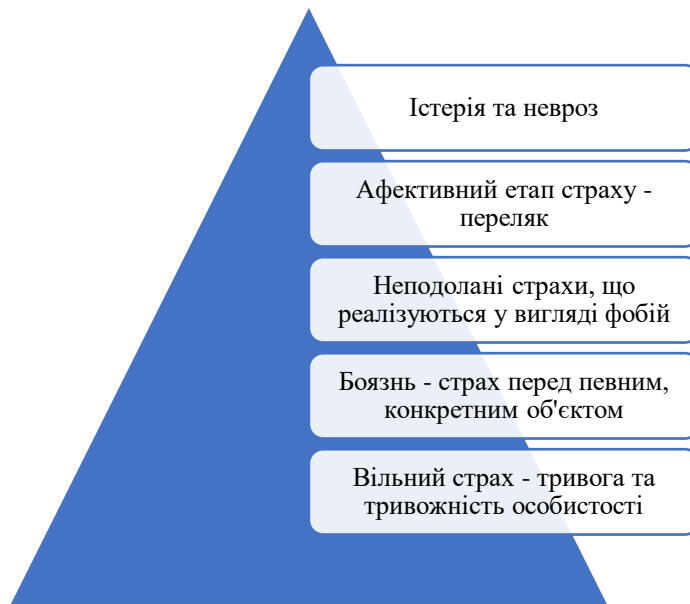 Істерія та невроз
Афективний етап страху -
переляк
Неподолані страхи, що
реалізуються у вигляді фобій
Боязнь - страх перед певним,
конкретним об'єктом
Вільний страх - тривога та
тривожність особистості